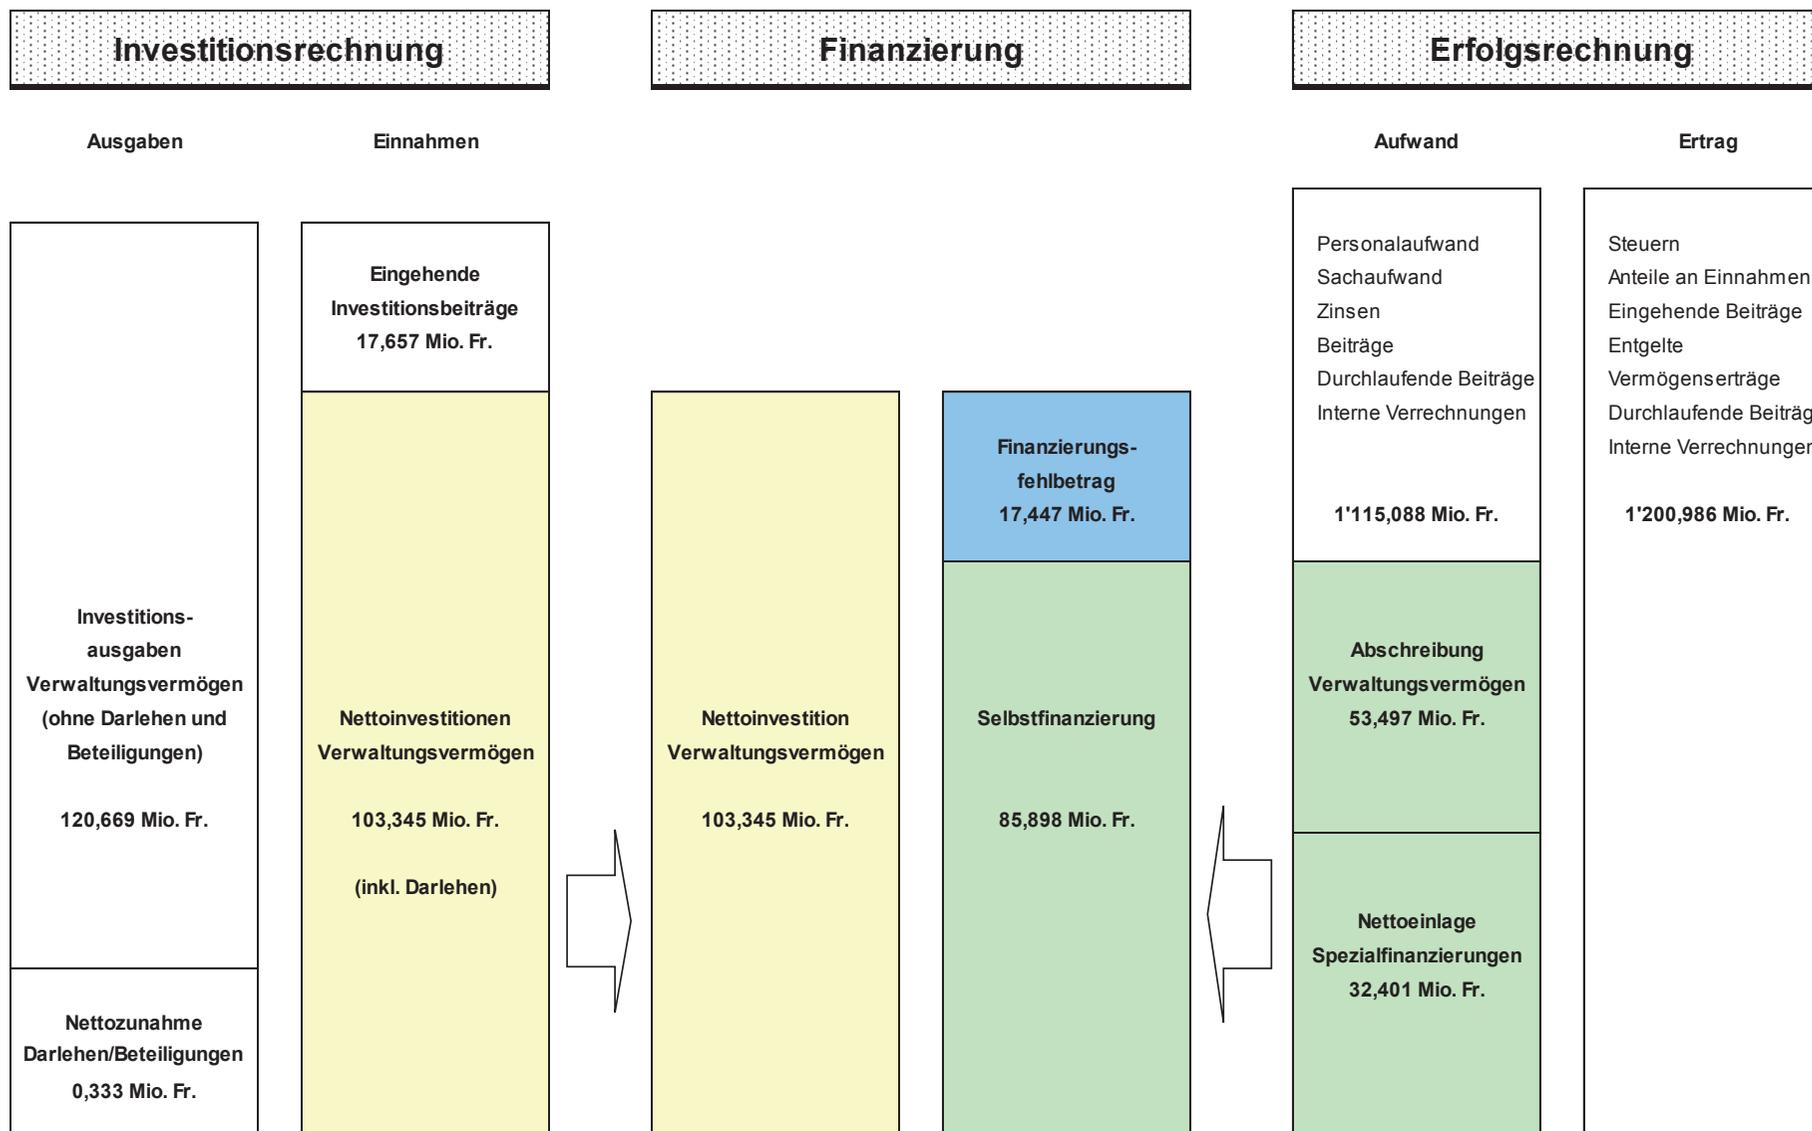 Investitionsrechnung
Finanzierung
Erfolgsrechnung
Ausgaben
Einnahmen
Aufwand
Ertrag
Investitions-
ausgaben
Verwaltungsvermögen
(ohne Darlehen und
Beteiligungen)
120,669 Mio. Fr.
Nettozunahme
Darlehen/Beteiligungen
0,333 Mio. Fr.
Eingehende
Investitionsbeiträge
17,657 Mio. Fr.
Nettoinvestitionen
Verwaltungsvermögen
103,345 Mio. Fr.
(inkl. Darlehen)
Nettoinvestition
Verwaltungsvermögen
103,345 Mio. Fr.
Finanzierungs-
fehlbetrag
17,447 Mio. Fr.
Selbstfinanzierung
85,898 Mio. Fr.
Personalaufwand
Sachaufwand
Zinsen
Beiträge
Durchlaufende Beiträge
Interne Verrechnungen
1'115,088 Mio. Fr.
Abschreibung
Verwaltungsvermögen
53,497 Mio. Fr.
Nettoeinlage
Spezialfinanzierungen
32,401 Mio. Fr.
Steuern
Anteile an Einnahmen
Eingehende Beiträge
Entgelte
Vermögenserträge
Durchlaufende Beiträg
Interne Verrechnunge
1'200,986 Mio. Fr.